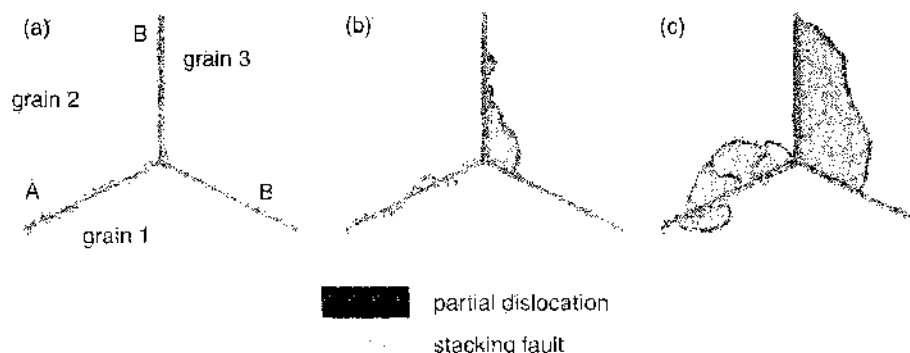 (a)
B
grain 3
grain 2
A
B
grain 1
(b)
(c)
partial dislocation
stacking fault